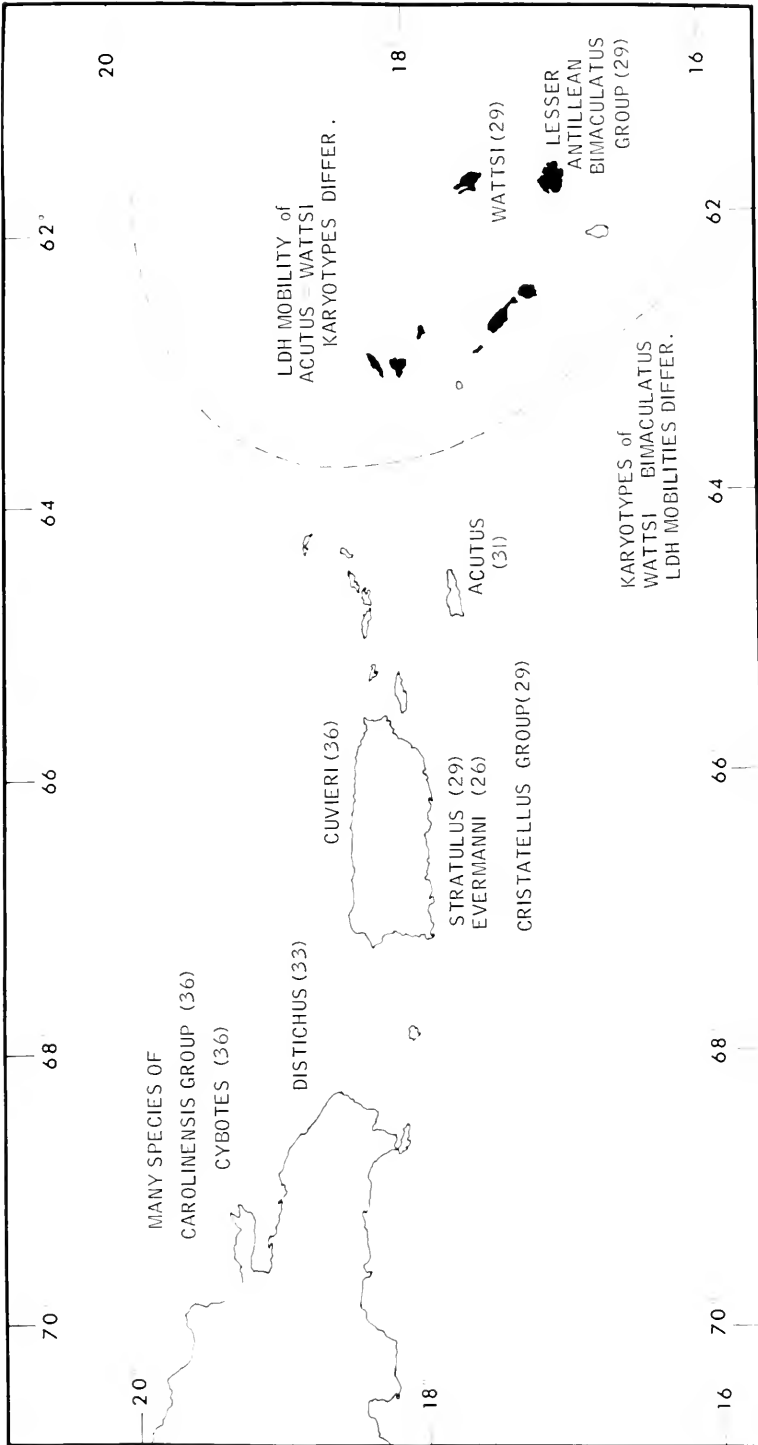 70
68
66
64
62°
20
20
MANY SPECIES OF
CAROLINENSIS GROUP (36)
CYBOTES (36)
DISTICHUS (33)
CUVIERI (36)
LDH MOBILITY of
ACUTUS = WATTSI
KARYOTYPES DIFFER.
18
18
STRATULUS (29)
EVERMANNI (26)
CRISTATELLUS GROUP(29)
ACUTUS
(31)
WATTSI (29)
LESSER
ANTILLEAN
BIMACULATUS
GROUP (29)
KARYOTYPES of
WATTSI BIMACULATUS
LDH MOBILITIES DIFFER.
16
16
70
68
66
64
62